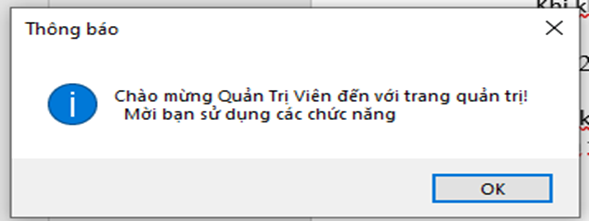 Thông báo
Chào mừng Quản Trị Viên đến với trang quản trị!
Mời bạn sử dụng các chức năng
OK